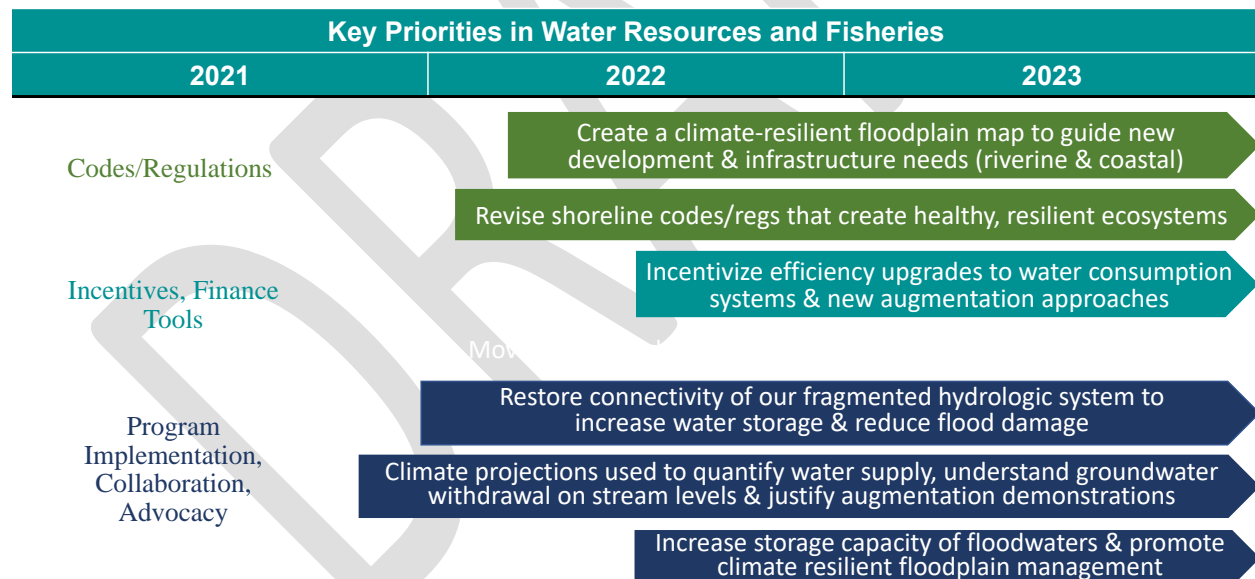 Key Priorities in Water Resources and Fisheries
2021
2022
2023
Codes/Regulations
Create a climate-resilient floodplain map to guide new
development & infrastructure needs (riverine & coastal)
Revise shoreline codes/regs that create healthy, resilient ecosystems
Incentives, Finance
Tools
Incentivize efficiency upgrades to water consumption
systems & new augmentation approaches
Program
Implementation,
Collaboration,
Advocacy
Restore connectivity of our fragmented hydrologic system to
increase water storage & reduce flood damage
Climate projections used to quantify water supply, understand groundwater
withdrawal on stream levels & justify augmentation demonstrations
Increase storage capacity of floodwaters & promote
climate resilient floodplain management